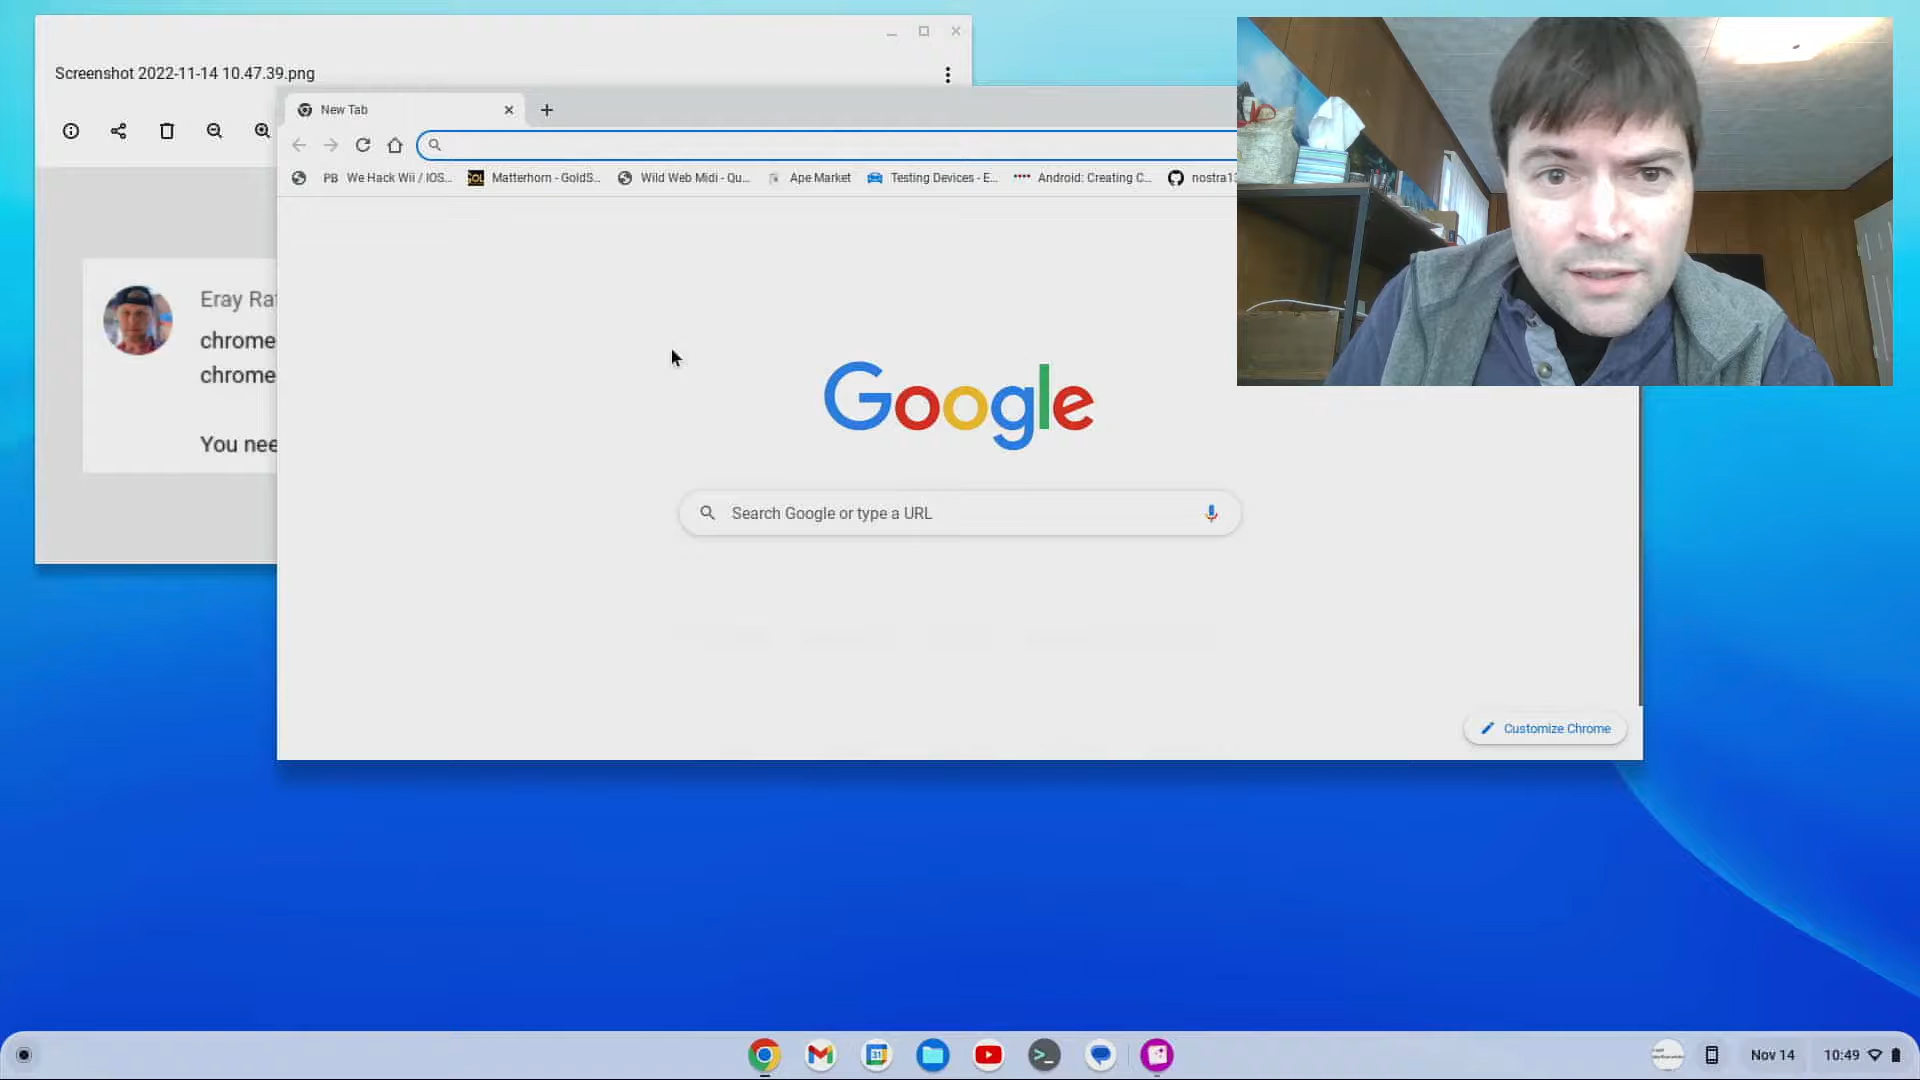 Screenshot 2022-11-14 10.47.39.png
New Tab
PB We Hack Wii / IOS...
GOL Matterhorn - GoldS...
Wild Web Midi - Qu...
Ape Market
Testing Devices - E...
Android: Creating C...
Eray
chrome
chrome
You
Google
Search Google or type a URL
Customize Chrome
31
Nov 14
10:49